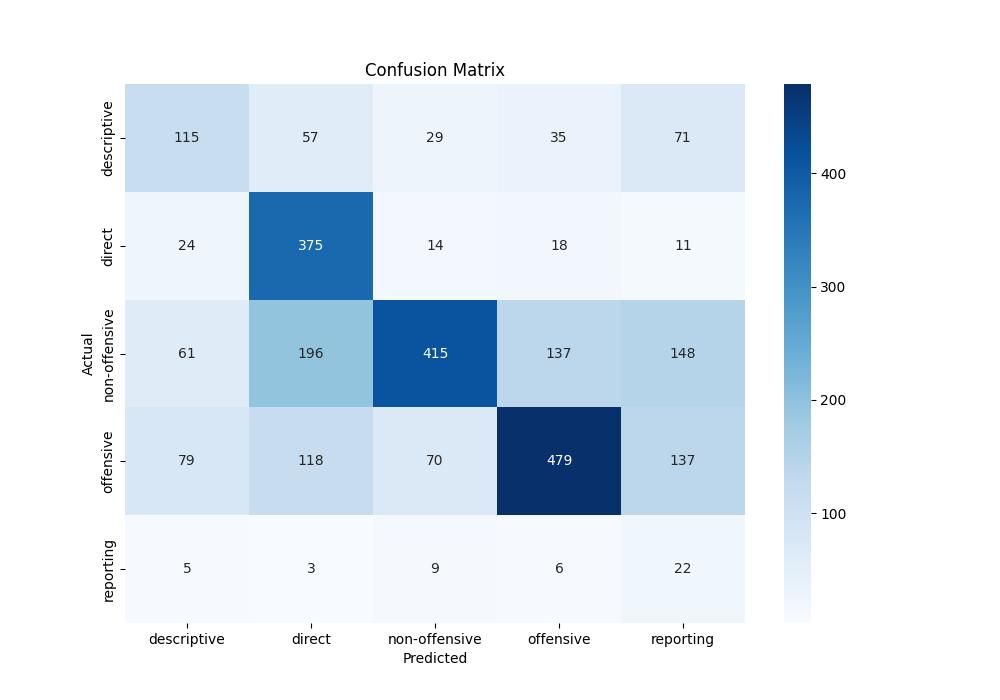 Confusion Matrix
descriptive 115 57 29 35 71
direct 24 375 14 18 11
non-offensive 61 196 415 137 148
offensive 79 118 70 479 137
reporting 5 3 9 6 22
Actual
descriptive direct non-offensive offensive reporting
Predicted
400
300
200
100